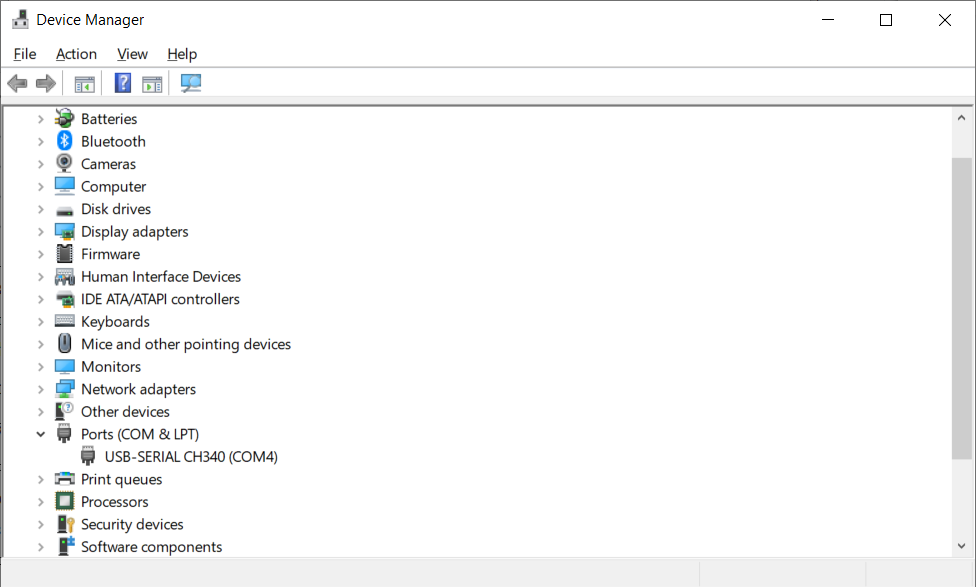 Device Manager
File Action View Help
Batteries
Bluetooth
Cameras
Computer
Disk drives
Display adapters
Firmware
Human Interface Devices
IDE ATA/ATAPI controllers
Keyboards
Mice and other pointing devices
Monitors
Network adapters
Other devices
Ports (COM & LPT)
USB-SERIAL CH340 (COM4)
Print queues
Processors
Security devices
Software components